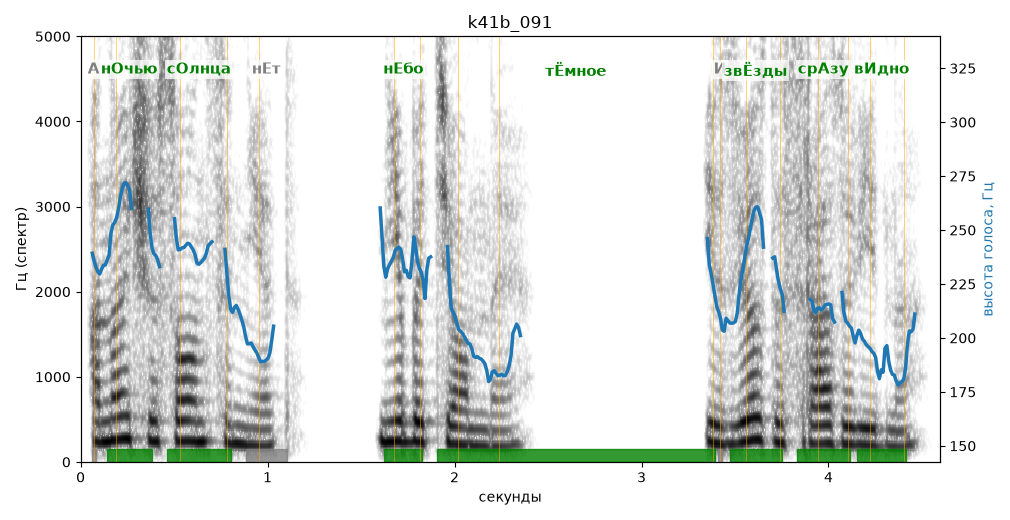 k41b_091
А нОчью сОлнца нЕт нЕбо тЁмное И звЁзды срАзу вИдно
5000
4000
3000
2000
1000
0
Гц (спектр)
325
300
275
250
225
200
175
150
высота голоса, Гц
0 1 2 3 4
секунды